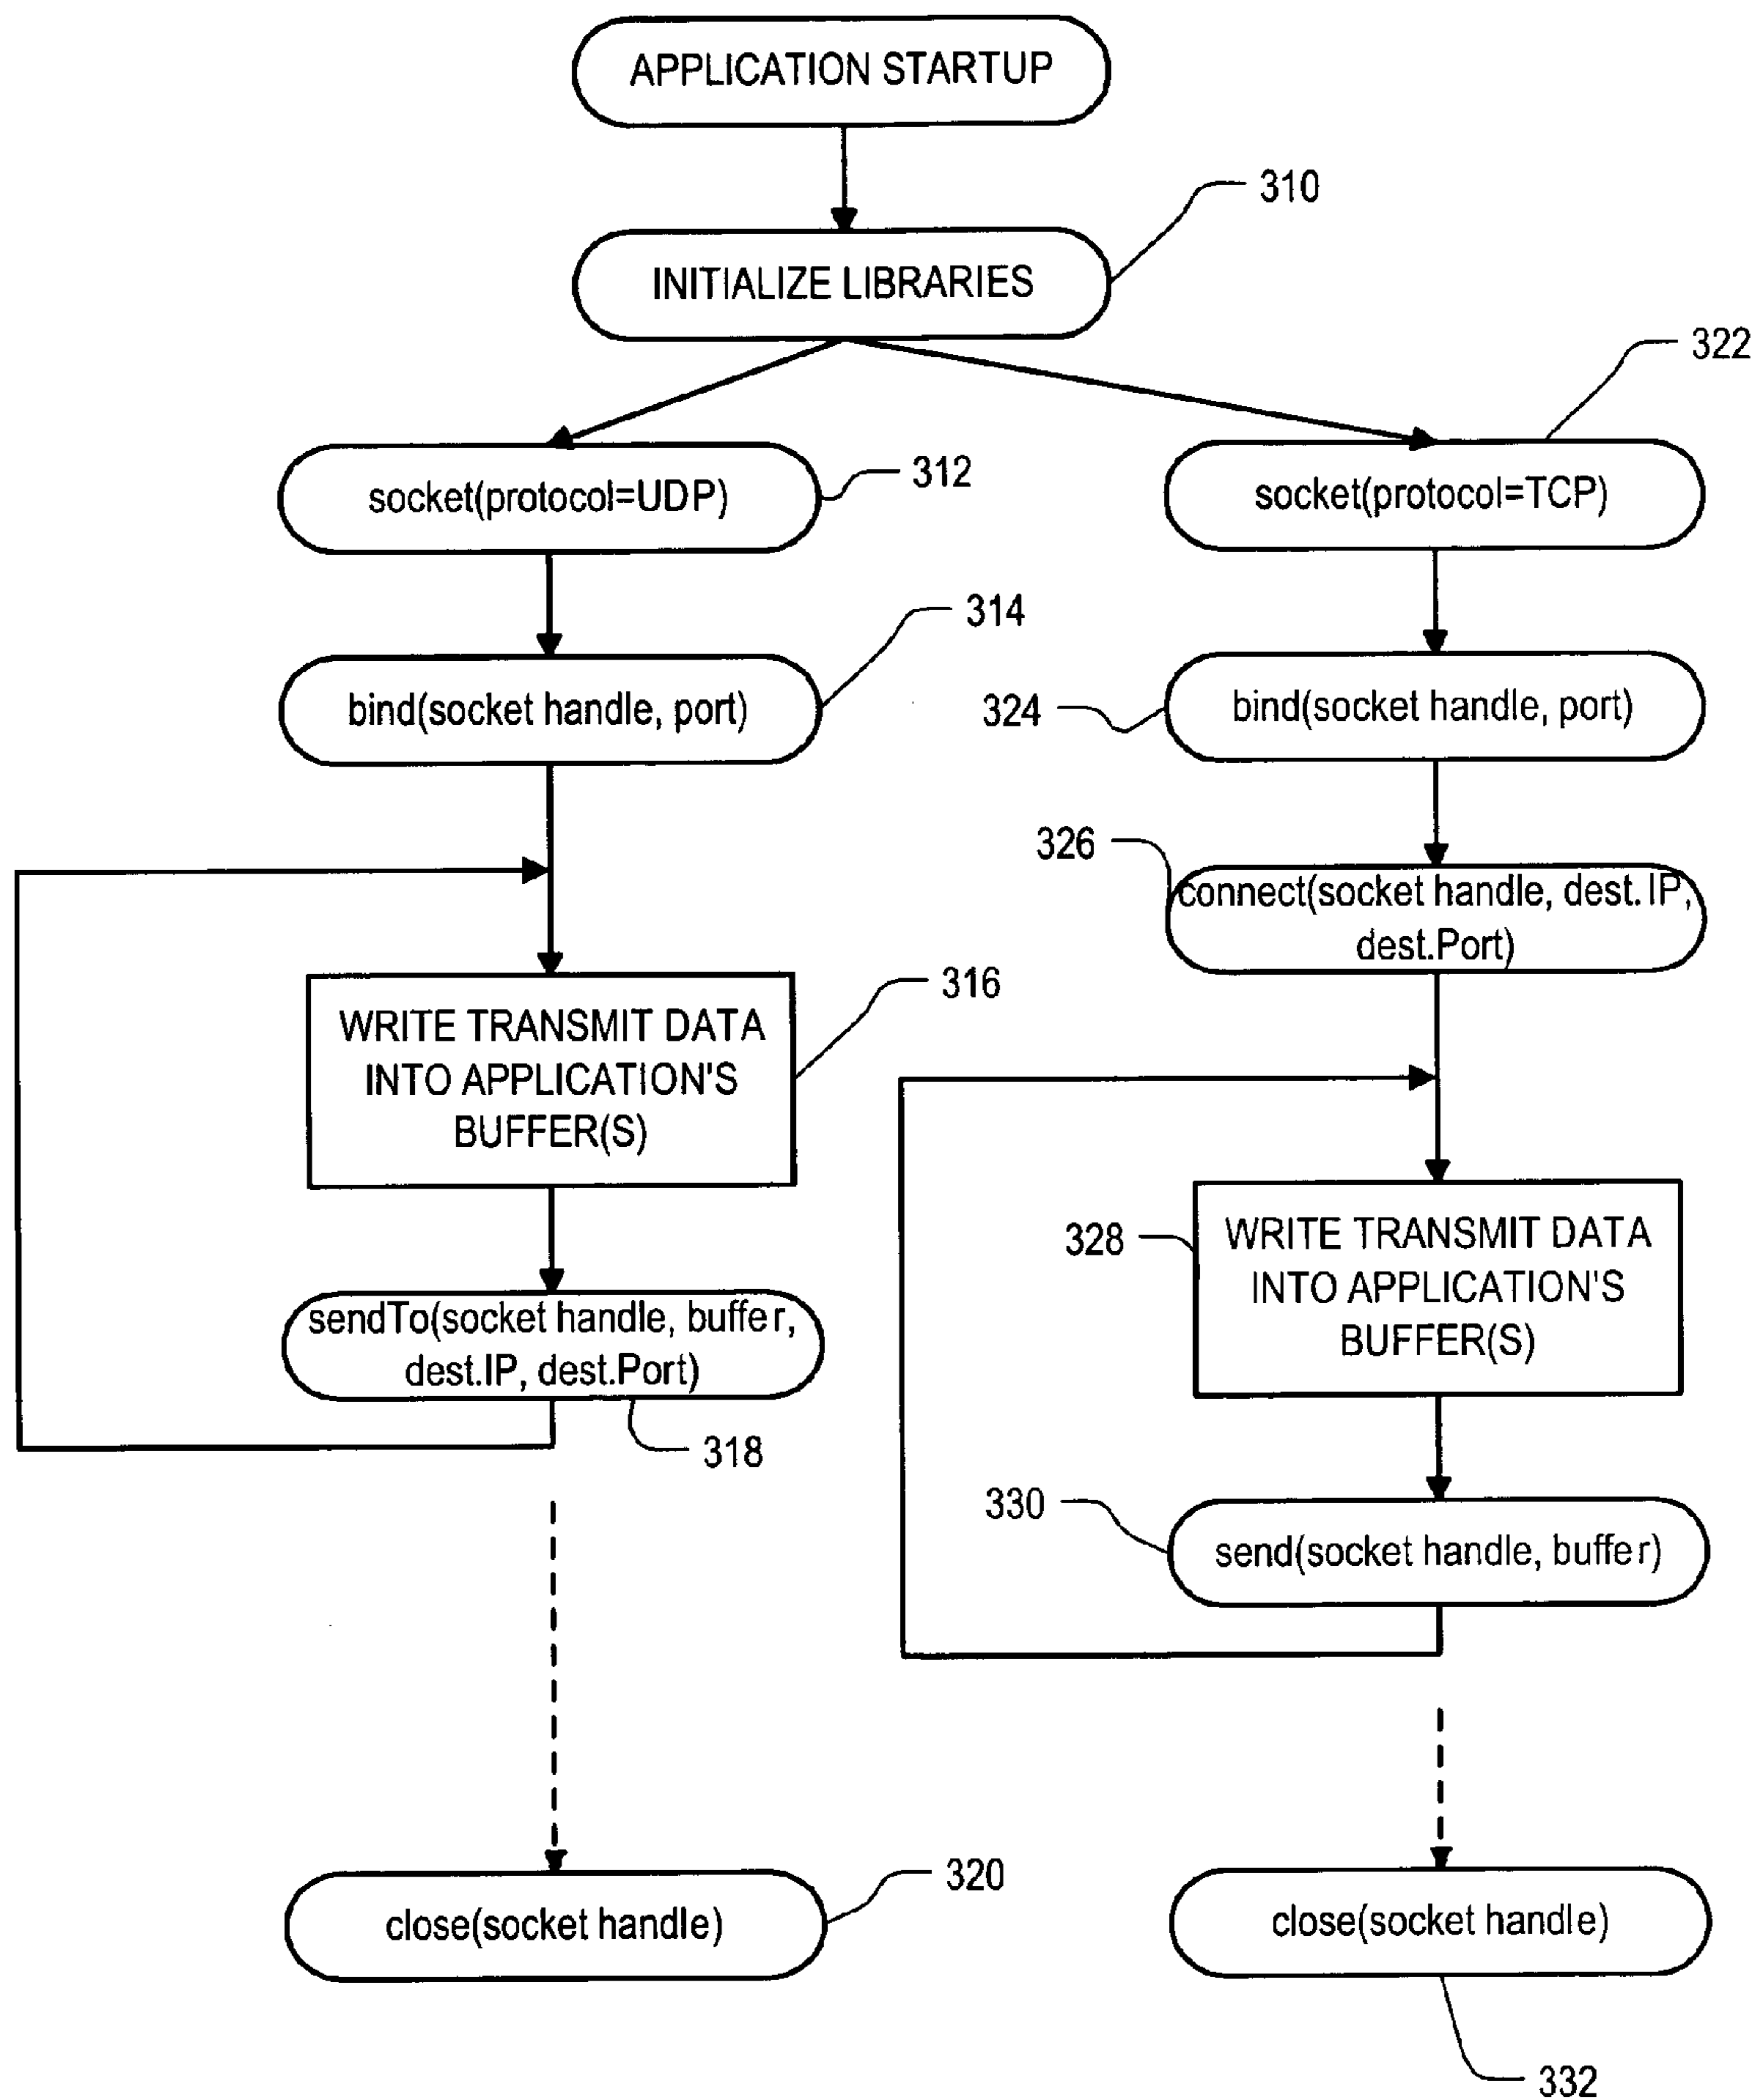 APPLICATION STARTUP
310
INITIALIZE LIBRARIES
322
socket(protocol=UDP)
312
socket(protocol=TCP)
314
bind(socket handle, port)
324
bind(socket handle, port)
326
connect(socket handle, dest.IP,
dest.Port)
316
WRITE TRANSMIT DATA
INTO APPLICATION'S
BUFFER(S)
328
WRITE TRANSMIT DATA
INTO APPLICATION'S
BUFFER(S)
sendTo(socket handle, buffer,
dest.IP, dest.Port)
318
330
send(socket handle, buffer)
320
close(socket handle)
close(socket handle)
332